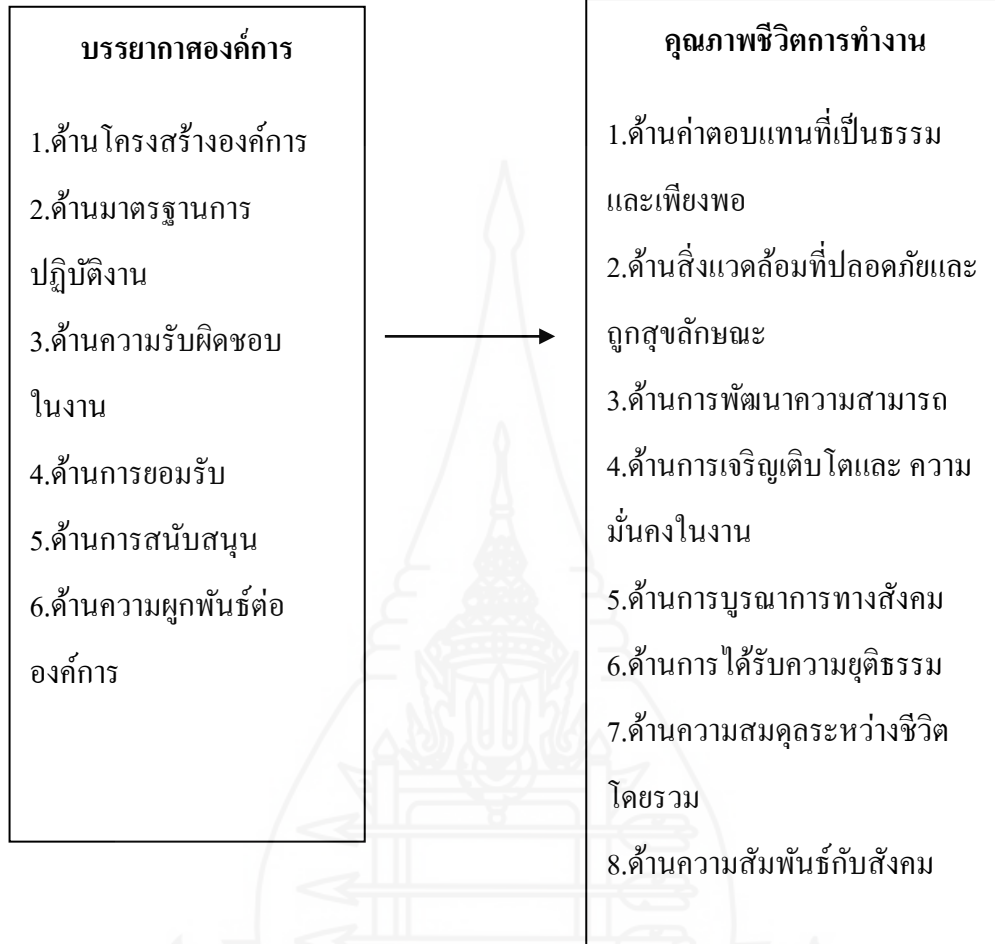 บรรยากาศองค์การ
1.ด้านโครงสร้างองค์การ
2.ด้านมาตรฐานการ
ปฏิบัติงาน
3.ด้านความรับผิดชอบ
ในงาน
4.ด้านการยอมรับ
5.ด้านการสนับสนุน
6.ด้านความผูกพันธ์ต่อ
องค์การ
คุณภาพชีวิตการทำงาน
1.ด้านค่าตอบแทนที่เป็นธรรม
และเพียงพอ
2.ด้านสิ่งแวดล้อมที่ปลอดภัยและ
ถูกสุขลักษณะ
3.ด้านการพัฒนาความสามารถ
4.ด้านการเจริญเติบโตและ ความ
มั่นคงในงาน
5.ด้านการบูรณาการทางสังคม
6.ด้านการได้รับความยุติธรรม
7.ด้านความสมดุลระหว่างชีวิต
โดยรวม
8.ด้านความสัมพันธ์กับสังคม